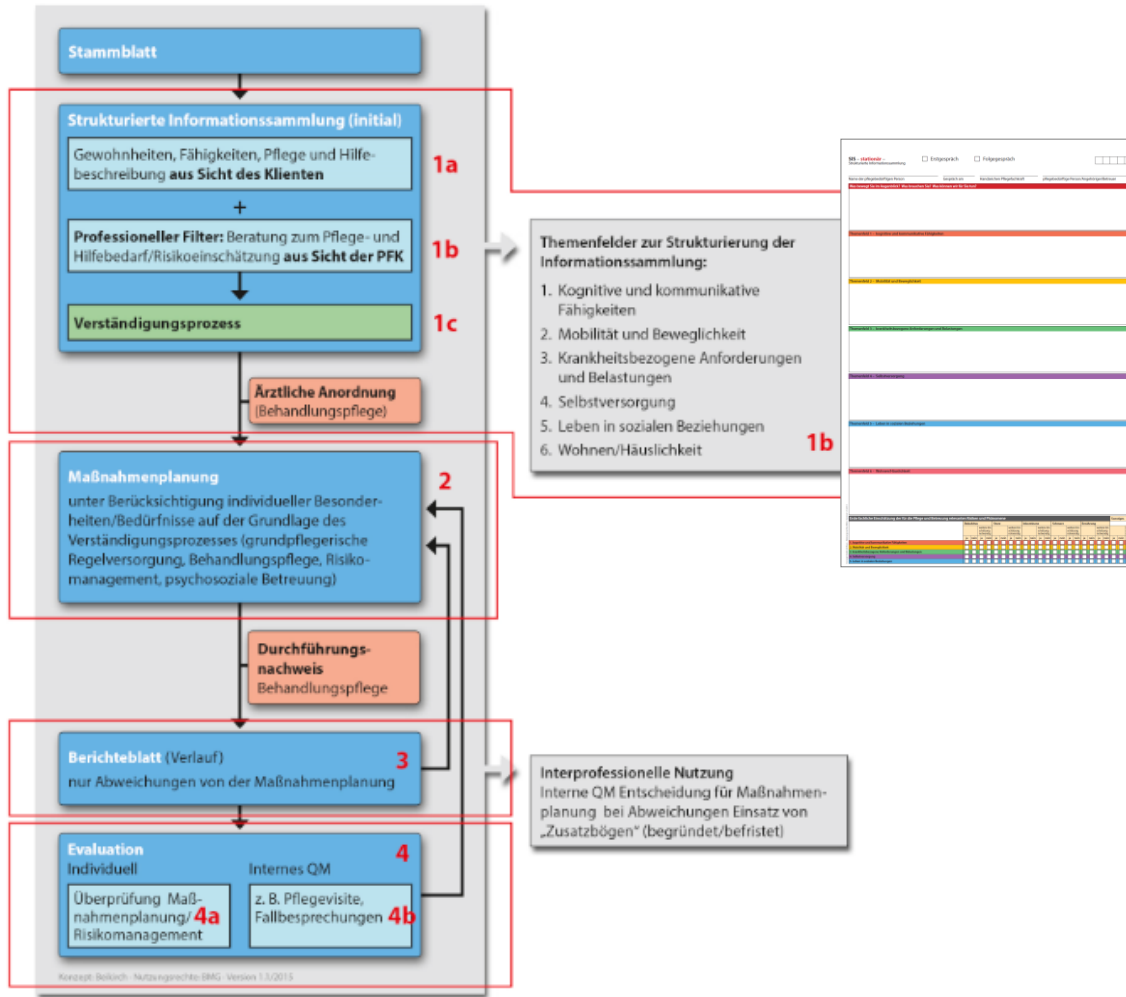 Stammblatt
Strukturierte Informationssammlung (initial)
Gewohnheiten, Fähigkeiten, Pflege und Hilfe-
beschreibung aus Sicht des Klienten
1a
+
Professioneller Filter: Beratung zum Pflege- und
Hilfebedarf/Risikoeinschätzung aus Sicht der PFK
1b
Verständigungsprozess
1c
Ärztliche Anordnung
(Behandlungspflege)
Themenfelder zur Strukturierung der
Informationssammlung:
1. Kognitive und kommunikative
Fähigkeiten
2. Mobilität und Beweglichkeit
3. Krankheitsbezogene Anforderungen
und Belastungen
4. Selbstversorgung
5. Leben in sozialen Beziehungen
6. Wohnen/Häuslichkeit
1b
SIS - stationär -
Strukturierte Informationssammlung
Erstgespräch
Folgegespräch
Maßnahmenplanung
2
unter Berücksichtigung individueller Besonder-
heiten/Bedürfnisse auf der Grundlage des
Verständigungsprozesses (grundpflegerische
Regelversorgung, Behandlungspflege, Risiko-
management, psychosoziale Betreuung)
Durchführungs-
nachweis
Behandlungspflege
Berichteblatt (Verlauf)
3
nur Abweichungen von der Maßnahmenplanung
Interprofessionelle Nutzung
Interne QM Entscheidung für Maßnahmen-
planung bei Abweichungen Einsatz von
„Zusatzbögen“ (begründet/befristet)
Evaluation
4
Individuell
Internes QM
Überprüfung Maß-
nahmenplanung/
Risikomanagement
4a
z. B. Pflegevisite,
Fallbesprechungen
4b
Konzept: Beikirch · Nutzungsrechte: BMG · Version 1.1/2015